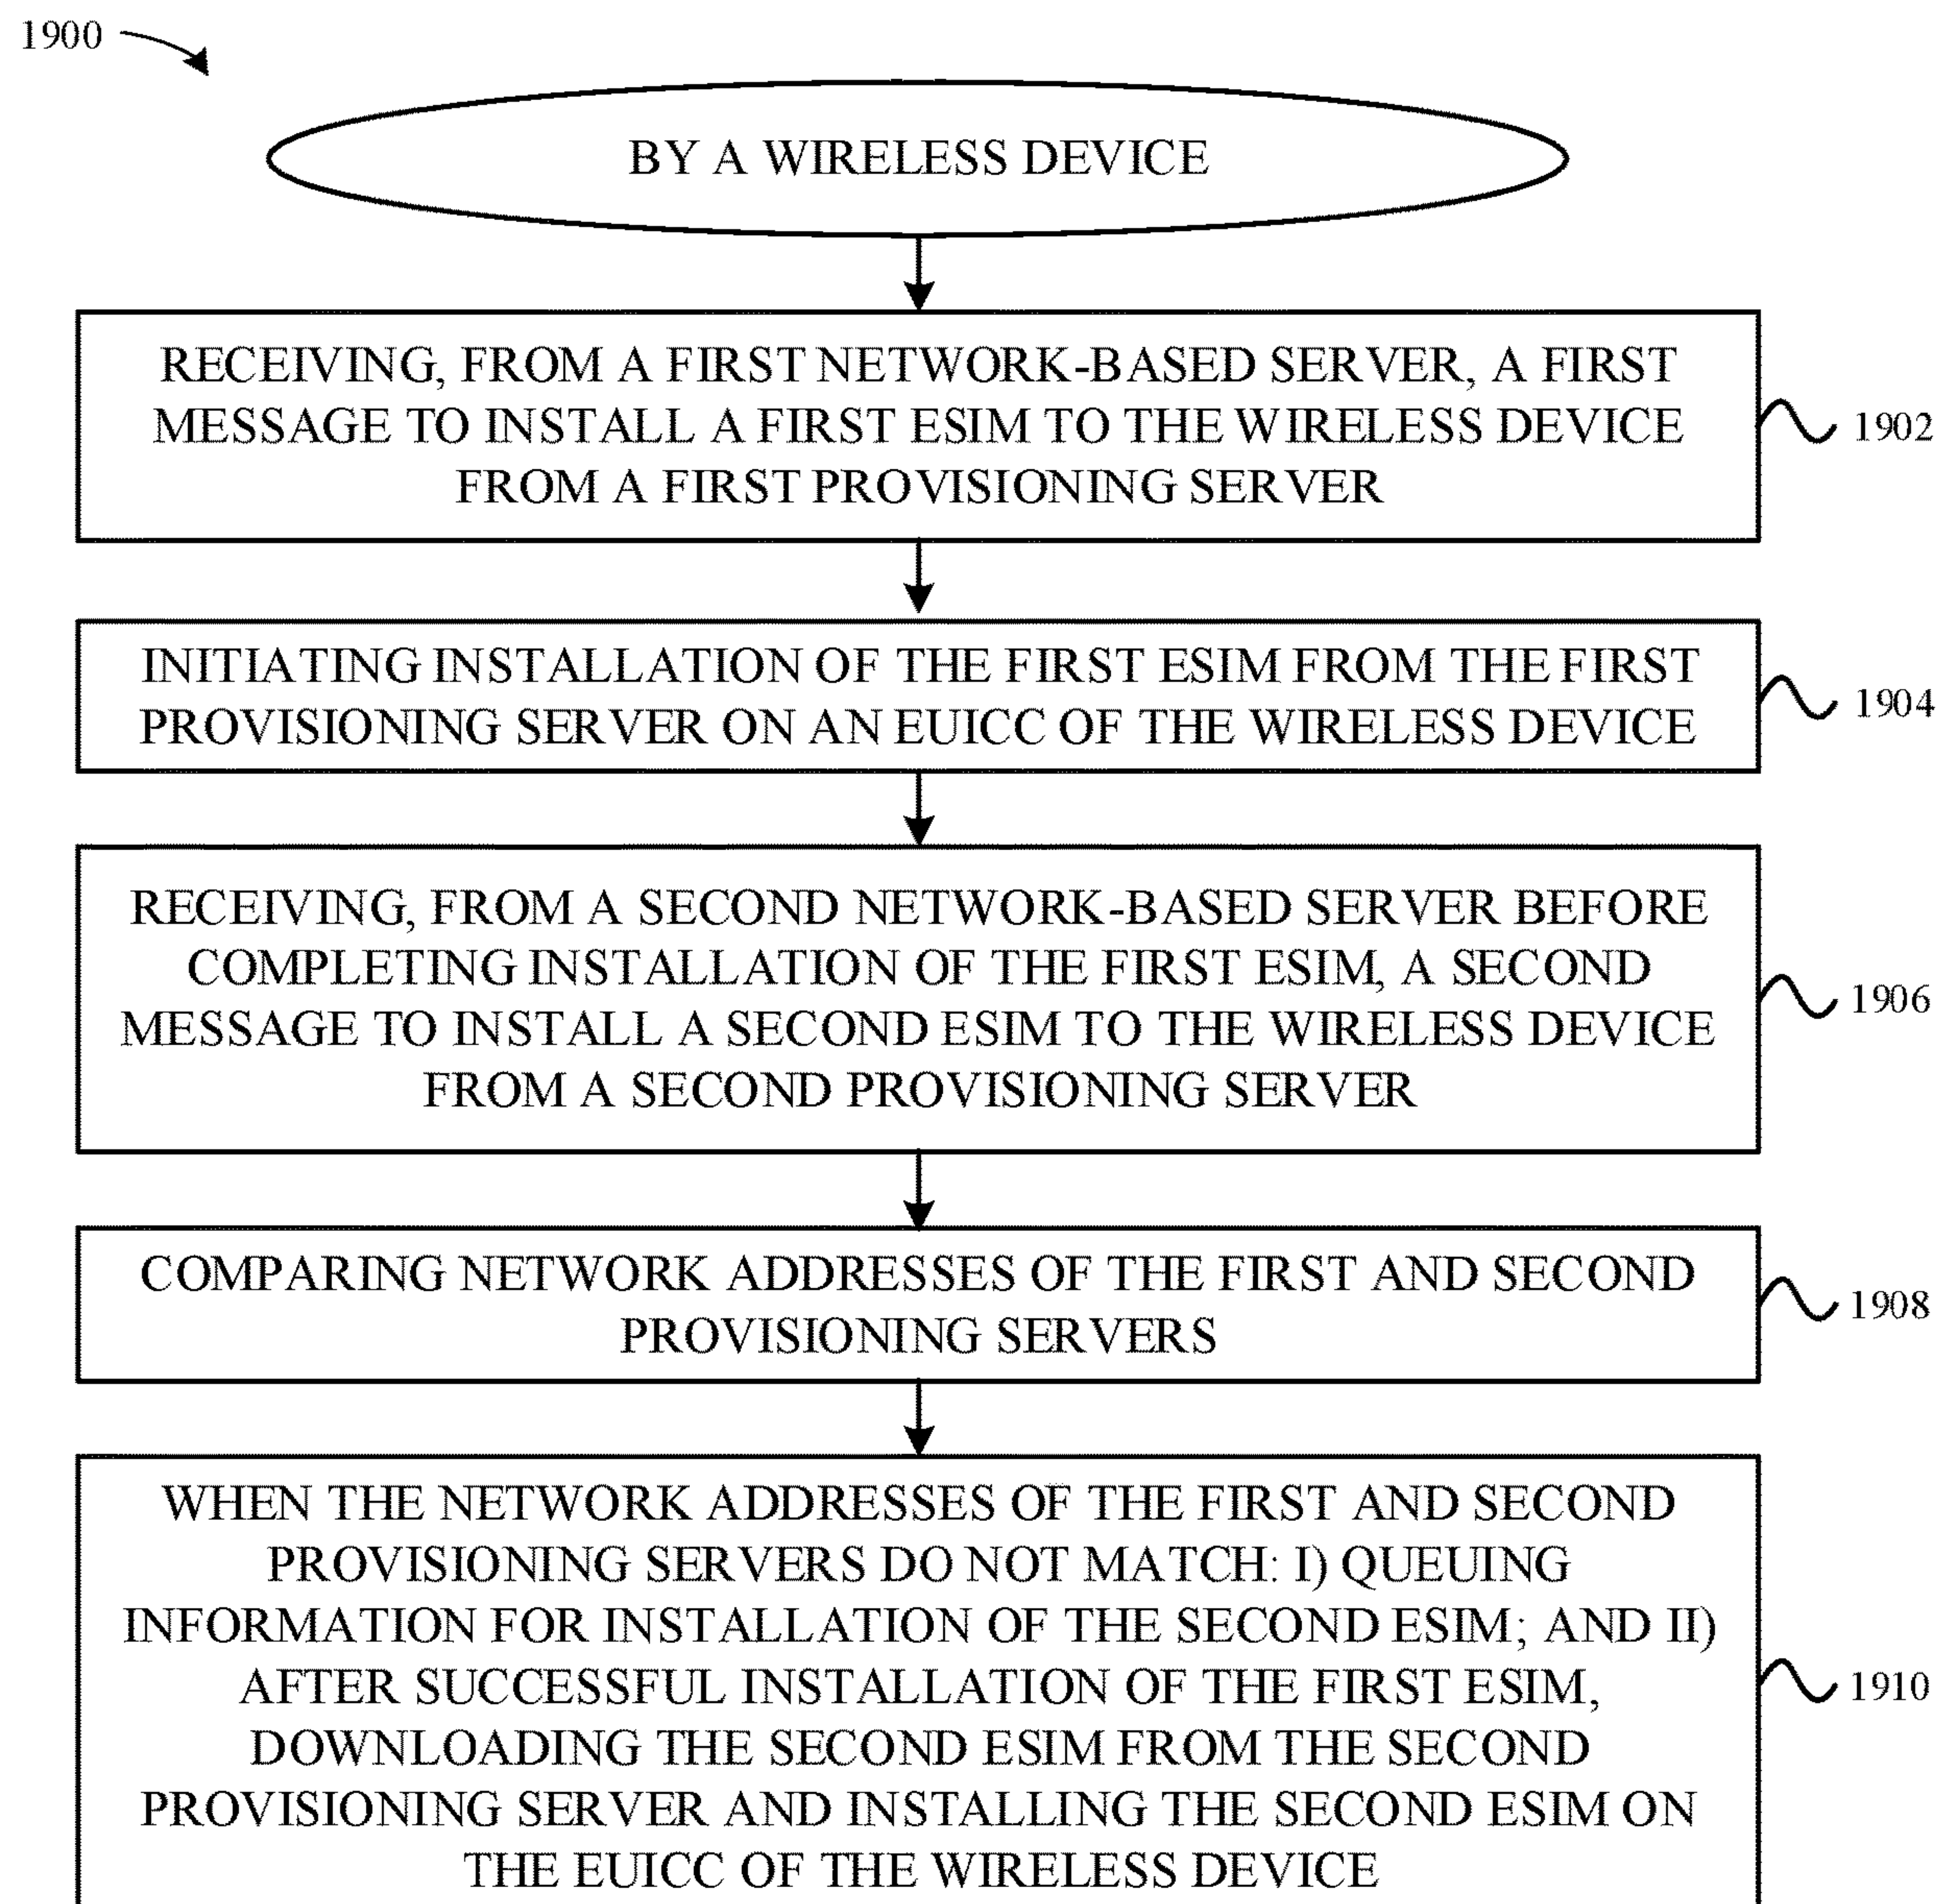 1900
BY A WIRELESS DEVICE
RECEIVING, FROM A FIRST NETWORK-BASED SERVER, A FIRST
MESSAGE TO INSTALL A FIRST ESIM TO THE WIRELESS DEVICE
FROM A FIRST PROVISIONING SERVER
1902
INITIATING INSTALLATION OF THE FIRST ESIM FROM THE FIRST
PROVISIONING SERVER ON AN EUICC OF THE WIRELESS DEVICE
1904
RECEIVING, FROM A SECOND NETWORK-BASED SERVER BEFORE
COMPLETING INSTALLATION OF THE FIRST ESIM, A SECOND
MESSAGE TO INSTALL A SECOND ESIM TO THE WIRELESS DEVICE
FROM A SECOND PROVISIONING SERVER
1906
COMPARING NETWORK ADDRESSES OF THE FIRST AND SECOND
PROVISIONING SERVERS
1908
WHEN THE NETWORK ADDRESSES OF THE FIRST AND SECOND
PROVISIONING SERVERS DO NOT MATCH: I) QUEUING
INFORMATION FOR INSTALLATION OF THE SECOND ESIM; AND II)
AFTER SUCCESSFUL INSTALLATION OF THE FIRST ESIM,
DOWNLOADING THE SECOND ESIM FROM THE SECOND
PROVISIONING SERVER AND INSTALLING THE SECOND ESIM ON
THE EUICC OF THE WIRELESS DEVICE
1910